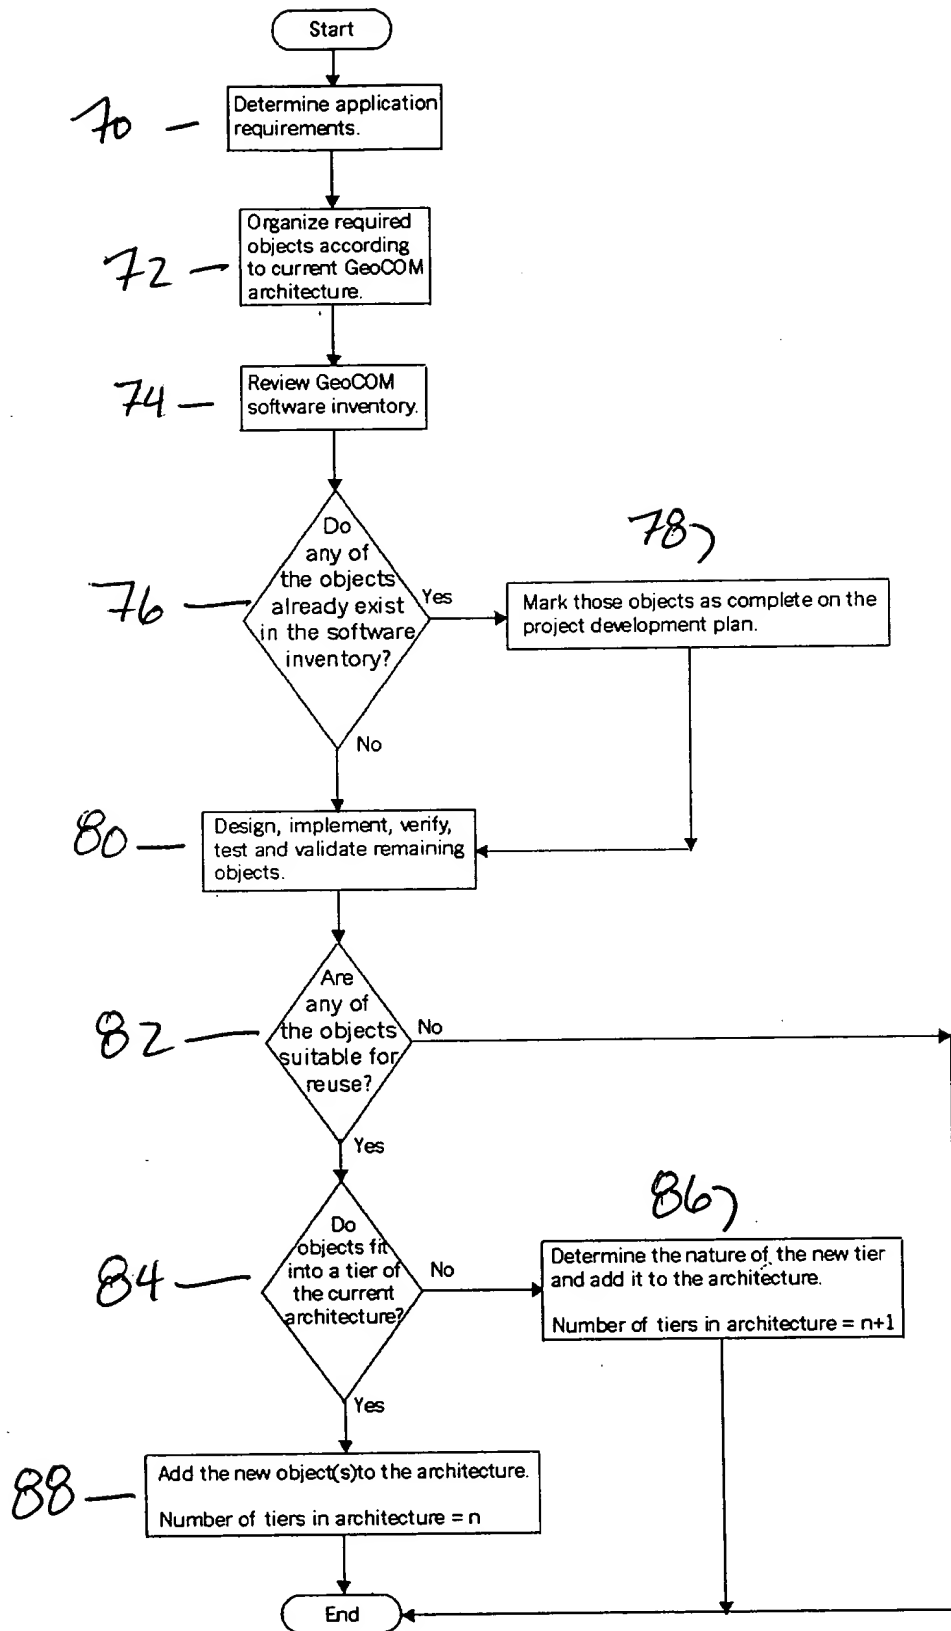 Start
70
Determine application
requirements.
72
Organize required
objects according
to current GeoCOM
architecture.
74
Review GeoCOM
software inventory.
76
Do
any of
the objects
already exist
in the software
inventory?
Yes
No
78
Mark those objects as complete on the
project development plan.
80
Design, implement, verify,
test and validate remaining
objects.
82
Are
any of
the objects
suitable for
reuse?
No
Yes
84
Do
objects fit
into a tier of
the current
architecture?
No
Yes
86
Determine the nature of the new tier
and add it to the architecture.
Number of tiers in architecture = n+1
88
Add the new object(s)to the architecture.
Number of tiers in architecture = n
End